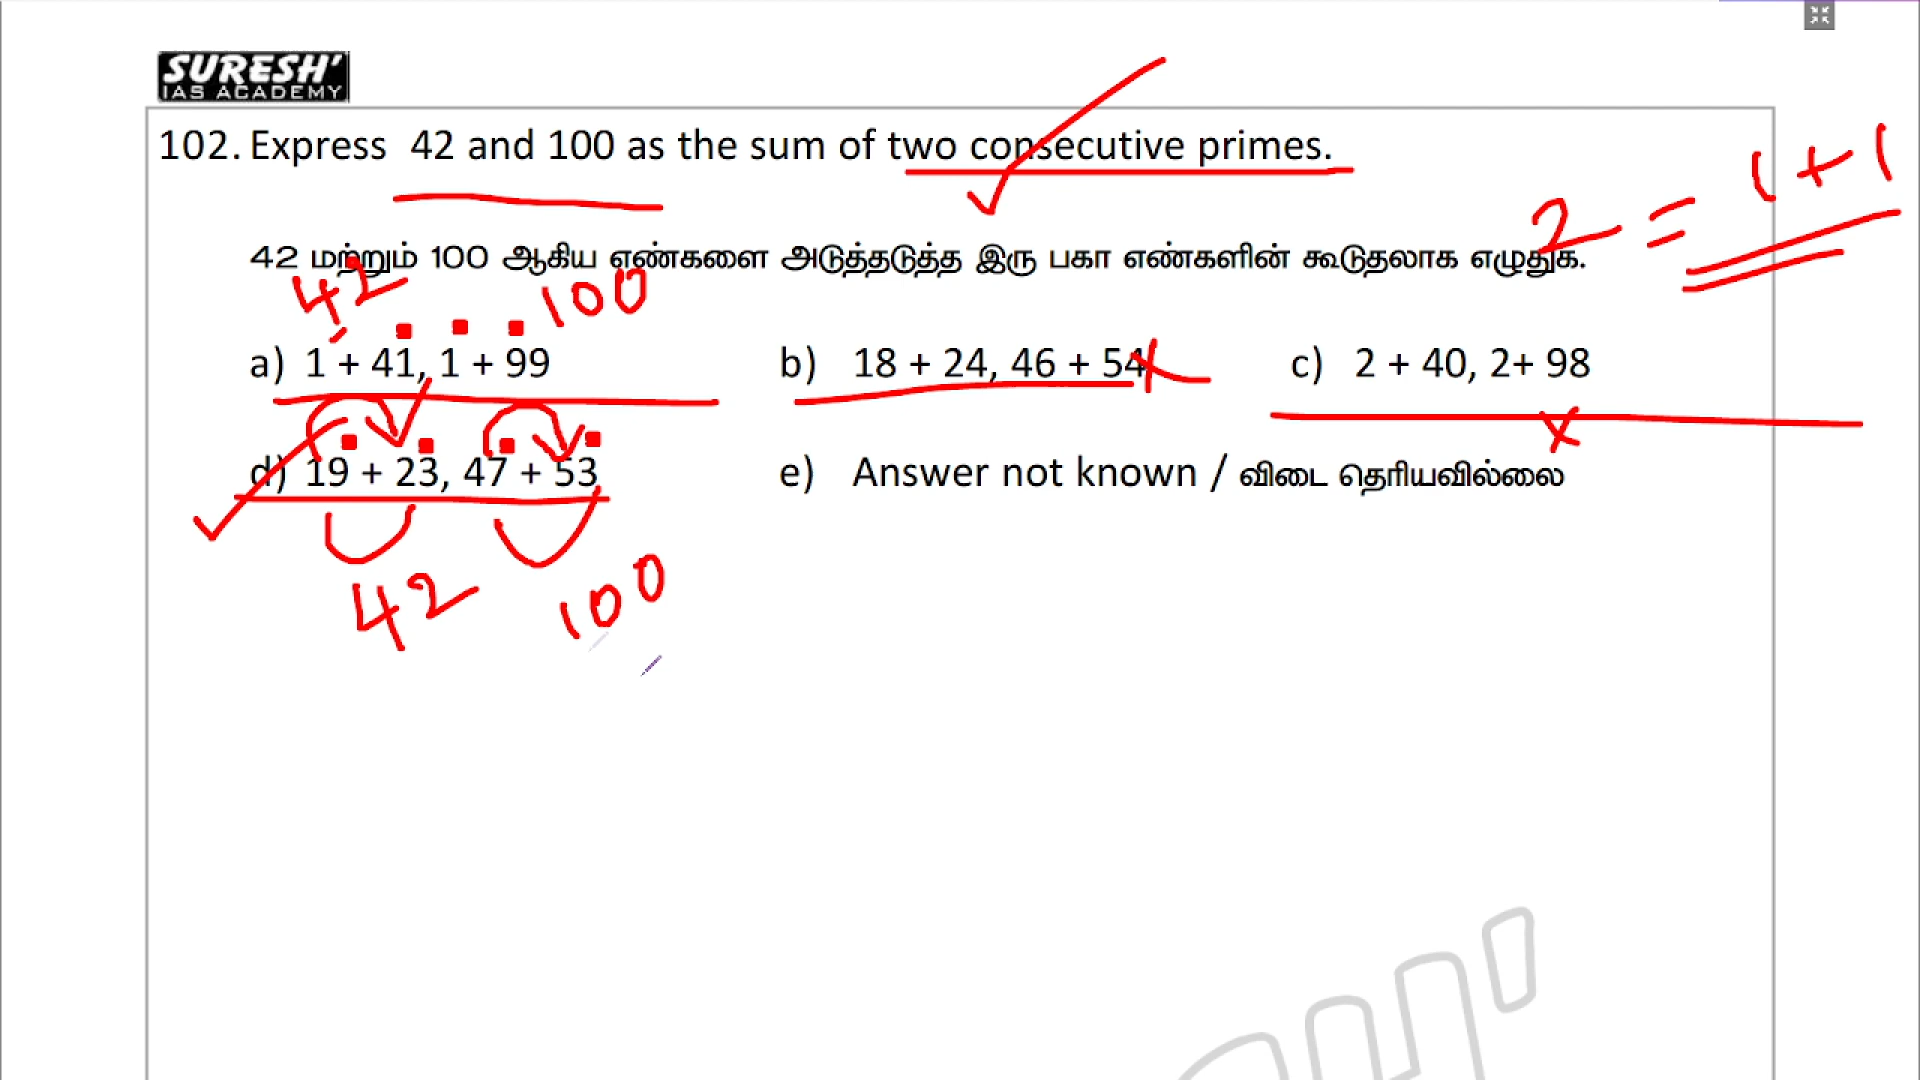 SURESH'
IAS ACADEMY
102. Express 42 and 100 as the sum of two consecutive primes.
2 = 1 + 1
42 மற்றும் 100 ஆகிய எண்களை அடுத்தடுத்த இரு பகா எண்களின் கூடுதலாக எழுதுக.
42 100
a) 1 + 41, 1 + 99 b) 18 + 24, 46 + 54 c) 2 + 40, 2+ 98
d) 19 + 23, 47 + 53 e) Answer not known / விடை தெரியவில்லை
42 100